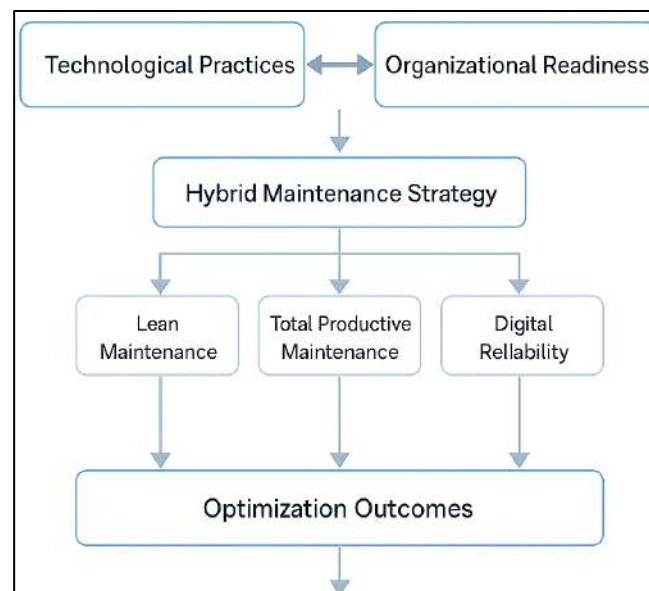 Technological Practices
Organizational Readiness
Hybrid Maintenance Strategy
Lean
Maintenance
Total Productive
Maintenance
Digital
Rellability
Optimization Outcomes